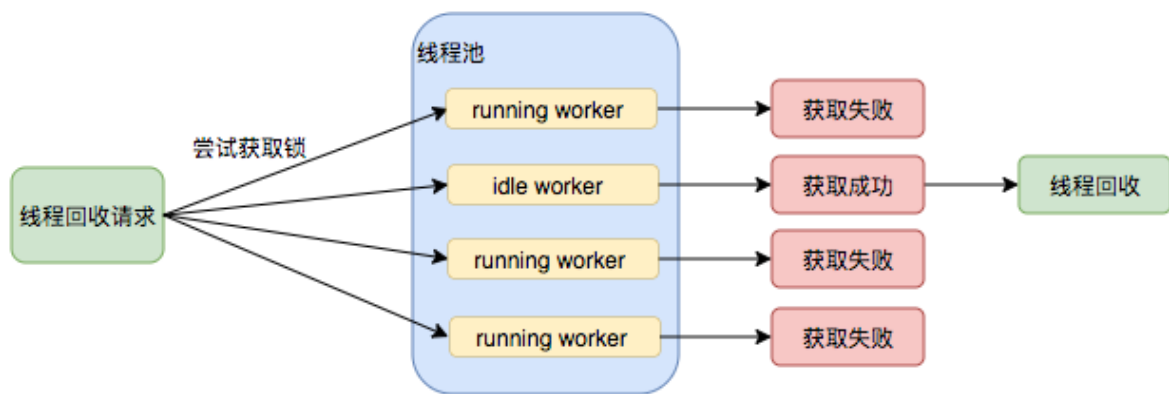 线程池
running worker
获取失败
尝试获取锁
idle worker
获取成功
线程回收
线程回收请求
running worker
获取失败
running worker
获取失败